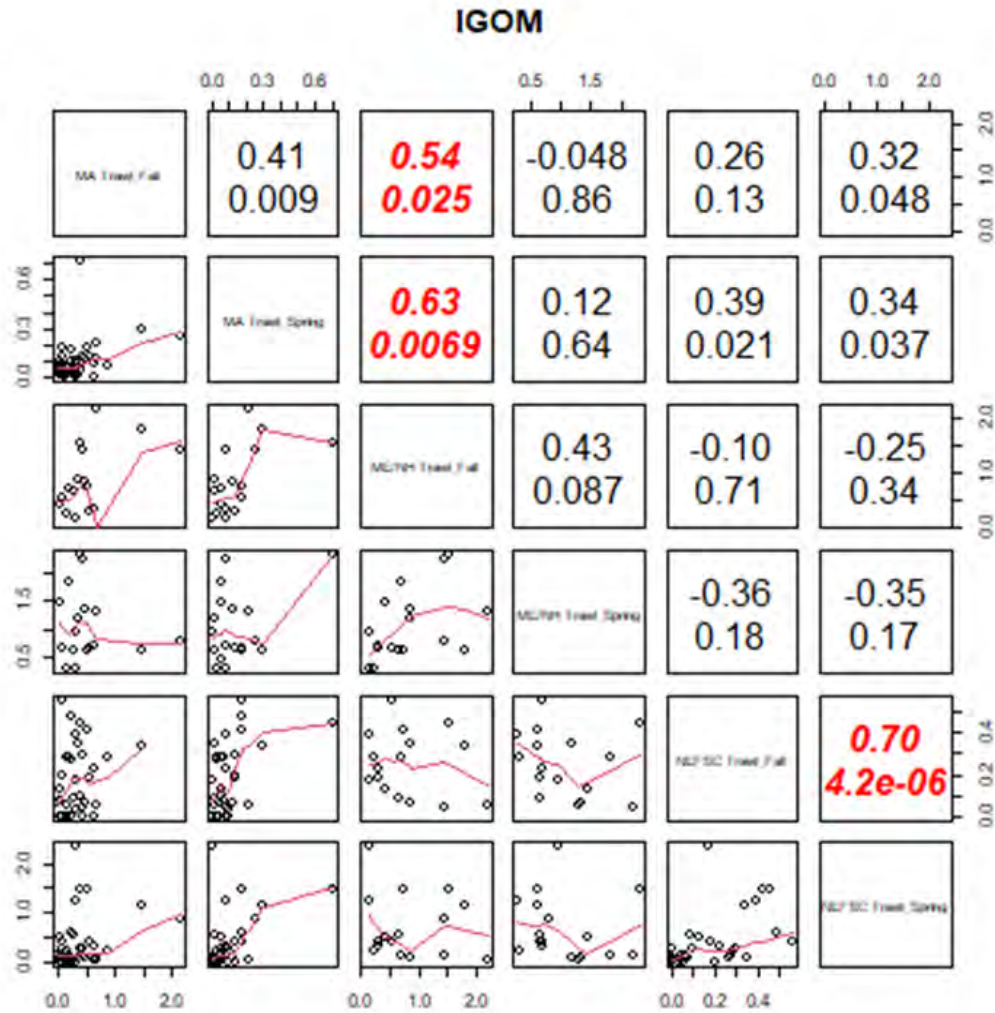 IGOM
0.0 0.3 0.6
0.5 1.5
0.0 1.0 2.0
MA Trawl_Fall
0.41
0.009
0.54
0.025
-0.048
0.86
0.26
0.13
0.32
0.048
0.0 1.0 2.0
0.0 0.3 0.6
MA Trawl_Spring
0.63
0.0069
0.12
0.64
0.39
0.021
0.34
0.037
ME/NH Trawl_Fall
0.43
0.087
-0.10
0.71
-0.25
0.34
0.0 1.0 2.0
0.5 1.5
ME/NH Trawl_Spring
-0.36
0.18
-0.35
0.17
NEFSC Trawl_Fall
0.70
4.2e-06
0.0 0.2 0.4
0.0 1.0 2.0
NEFSC Trawl_Spring
0.0 1.0 2.0
0.0 1.0 2.0
0.0 0.2 0.4